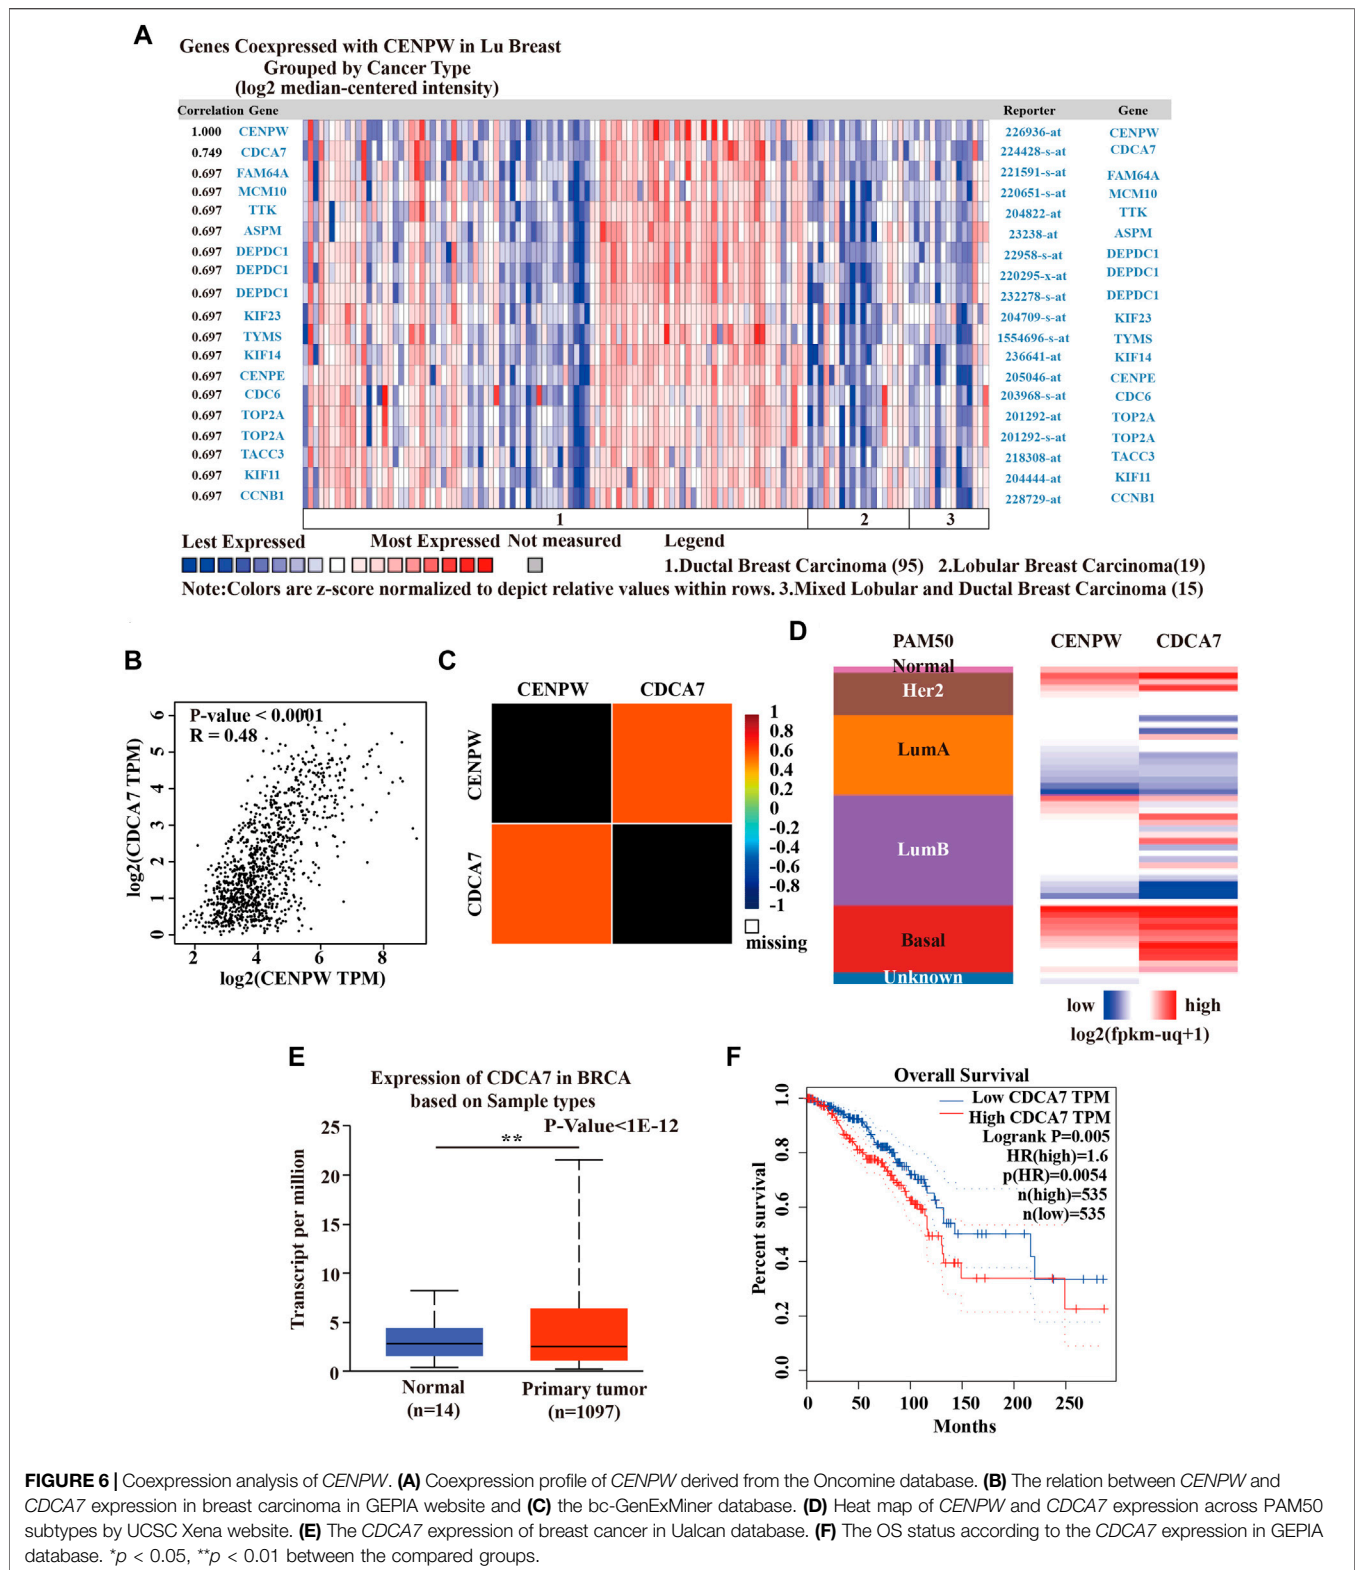 A
Genes Coexpressed with CENPW in Lu Breast
Grouped by Cancer Type
(log2 median-centered intensity)
Correlation Gene Reporter Gene
1.000 CENPW 226936-at CENPW
0.749 CDCA7 224428-s-at CDCA7
0.697 FAM64A 221591-s-at FAM64A
0.697 MCM10 220651-s-at MCM10
0.697 TTK 204822-at TTK
0.697 ASPM 23238-at ASPM
0.697 DEPDC1 22958-s-at DEPDC1
0.697 DEPDC1 220295-x-at DEPDC1
0.697 DEPDC1 232278-s-at DEPDC1
0.697 KIF23 204709-s-at KIF23
0.697 TYMS 1554696-s-at TYMS
0.697 KIF14 236641-at KIF14
0.697 CENPE 205046-at CENPE
0.697 CDC6 203968-s-at CDC6
0.697 TOP2A 201292-at TOP2A
0.697 TOP2A 201292-s-at TOP2A
0.697 TACC3 218308-at TACC3
0.697 KIF11 204444-at KIF11
0.697 CCNB1 228729-at CCNB1
1 2 3
Lest Expressed Most Expressed Not measured Legend
1.Ductal Breast Carcinoma (95) 2.Lobular Breast Carcinoma(19)
Note:Colors are z-score normalized to depict relative values within rows. 3.Mixed Lobular and Ductal Breast Carcinoma (15)
B
P-value < 0.0001
R = 0.48
log2(CDCA7 TPM)
6
5
4
3
2
1
0
2 4 6 8
log2(CENPW TPM)
C
CENPW CDCA7
CENPW
CDCA7
1
0.8
0.6
0.4
0.2
0
-0.2
-0.4
-0.6
-0.8
-1
missing
D
PAM50 CENPW CDCA7
Normal
Her2
LumA
LumB
Basal
Unknown
low high
log2(fpkm-uq+1)
E
Expression of CDCA7 in BRCA
based on Sample types
P-Value<1E-12
**
Transcript per million
25
20
15
10
5
0
Normal Primary tumor
(n=14) (n=1097)
F
Overall Survival
Low CDCA7 TPM
High CDCA7 TPM
Logrank P=0.005
HR(high)=1.6
p(HR)=0.0054
n(high)=535
n(low)=535
Percent survival
1.0
0.8
0.6
0.4
0.2
0.0
0 50 100 150 200 250
Months
FIGURE 6 | Coexpression analysis of CENPW. (A) Coexpression profile of CENPW derived from the Oncomine database. (B) The relation between CENPW and
CDCA7 expression in breast carcinoma in GEPIA website and (C) the bc-GenExMiner database. (D) Heat map of CENPW and CDCA7 expression across PAM50
subtypes by UCSC Xena website. (E) The CDCA7 expression of breast cancer in Ualcan database. (F) The OS status according to the CDCA7 expression in GEPIA
database. *p < 0.05, **p < 0.01 between the compared groups.